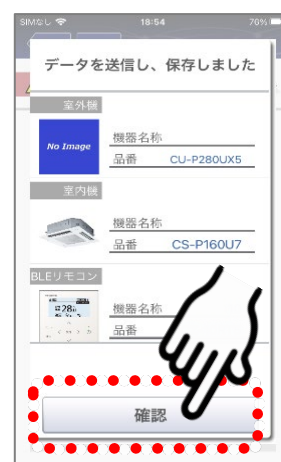 SIMなし 18:54 76%
データを送信し、保存しました
室外機
No Image
機器名称
品番 CU-P280UX5
室内機
機器名称
品番 CS-P160U7
BLEリモコン
28
機器名称
品番
確認